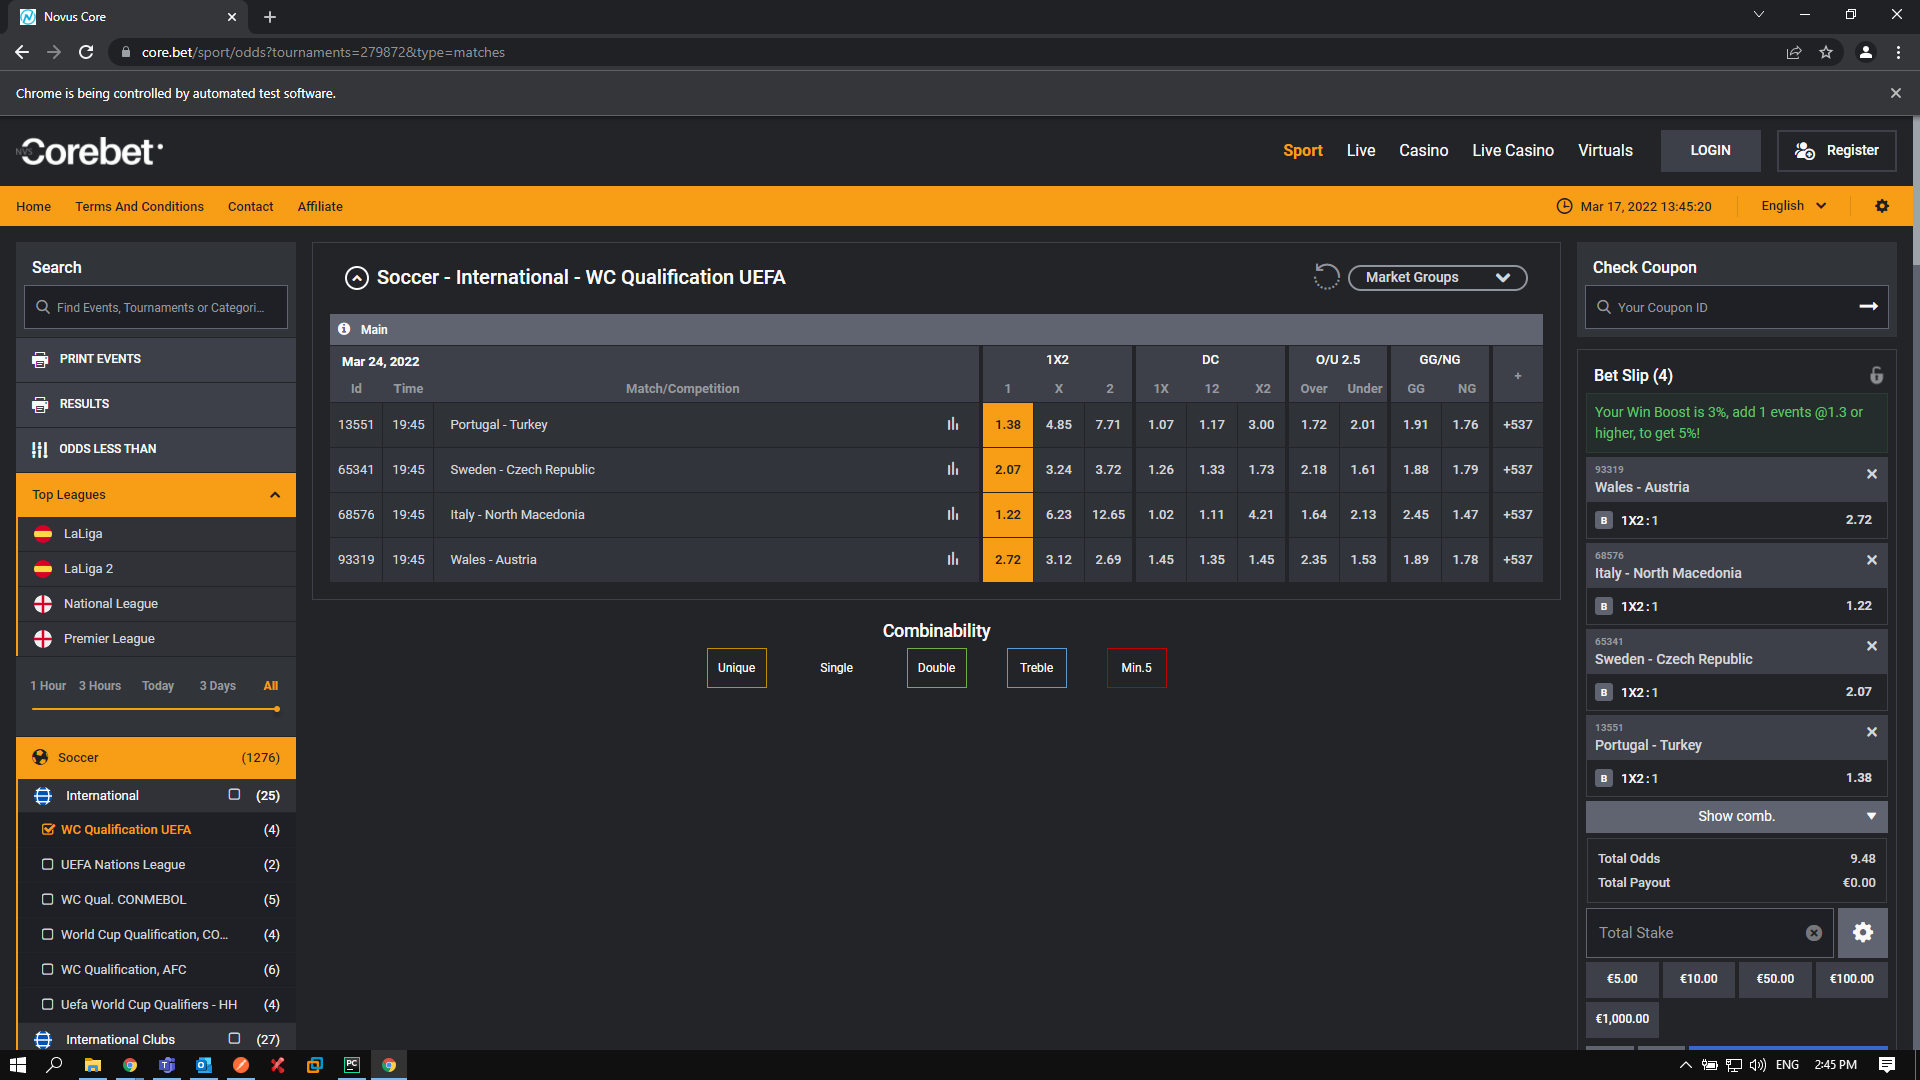 Novus Core
core.bet/sport/odds?tournaments=279872&type=matches
Chrome is being controlled by automated test software.
NVS Corebet
Sport Live Casino Live Casino Virtuals LOGIN Register
Home Terms And Conditions Contact Affiliate
Mar 17, 2022 13:45:20 English
Search
Find Events, Tournaments or Categori...
PRINT EVENTS
RESULTS
ODDS LESS THAN
Top Leagues
LaLiga
LaLiga 2
National League
Premier League
1 Hour 3 Hours Today 3 Days All
Soccer (1276)
International (25)
WC Qualification UEFA (4)
UEFA Nations League (2)
WC Qual. CONMEBOL (5)
World Cup Qualification, CO... (4)
WC Qualification, AFC (6)
Uefa World Cup Qualifiers - HH (4)
International Clubs (27)
Soccer - International - WC Qualification UEFA
Market Groups
Main
Mar 24, 2022 1X2 DC O/U 2.5 GG/NG +
Id Time Match/Competition 1 X 2 1X 12 X2 Over Under GG NG
13551 19:45 Portugal - Turkey 1.38 4.85 7.71 1.07 1.17 3.00 1.72 2.01 1.91 1.76 +537
65341 19:45 Sweden - Czech Republic 2.07 3.24 3.72 1.26 1.33 1.73 2.18 1.61 1.88 1.79 +537
68576 19:45 Italy - North Macedonia 1.22 6.23 12.65 1.02 1.11 4.21 1.64 2.13 2.45 1.47 +537
93319 19:45 Wales - Austria 2.72 3.12 2.69 1.45 1.35 1.45 2.35 1.53 1.89 1.78 +537
Combinability
Unique Single Double Treble Min.5
Check Coupon
Your Coupon ID
Bet Slip (4)
Your Win Boost is 3%, add 1 events @1.3 or
higher, to get 5%!
93319
Wales - Austria
B 1X2 : 1 2.72
68576
Italy - North Macedonia
B 1X2 : 1 1.22
65341
Sweden - Czech Republic
B 1X2 : 1 2.07
13551
Portugal - Turkey
B 1X2 : 1 1.38
Show comb.
Total Odds 9.48
Total Payout €0.00
Total Stake
€5.00 €10.00 €50.00 €100.00
€1,000.00
PC
ENG 2:45 PM